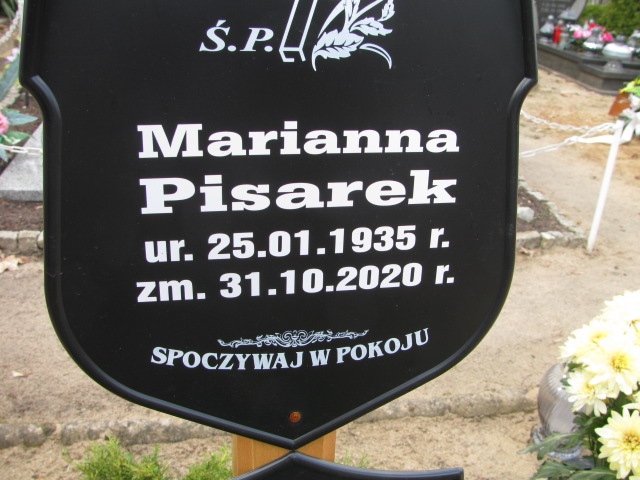 Ś.P.
Marianna
Pisarek
ur. 25.01.1935 r.
zm. 31.10.2020 r.
SPOCZYWAJ W POKOJU